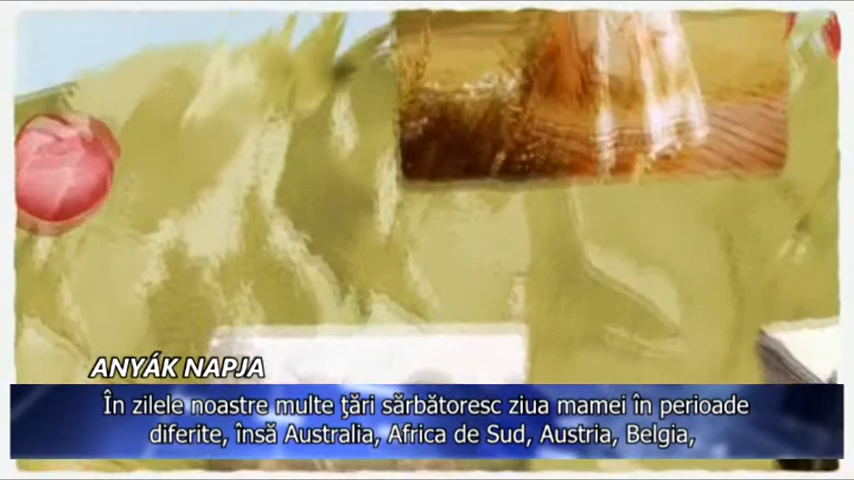 ANYÁK NAPJA
În zilele noastre multe ţări sărbătoresc ziua mamei în perioade
diferite, însă Australia, Africa de Sud, Austria, Belgia,